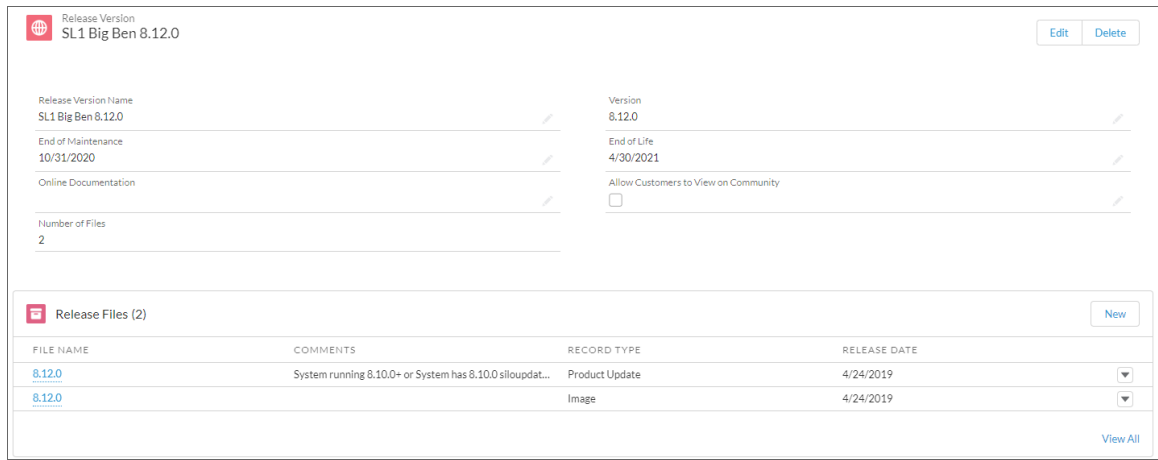 Release Version
SL1 Big Ben 8.12.0
Edit Delete
Release Version Name Version
SL1 Big Ben 8.12.0 8.12.0
End of Maintenance End of Life
10/31/2020 4/30/2021
Online Documentation Allow Customers to View on Community
Number of Files
2
Release Files (2) New
FILE NAME COMMENTS RECORD TYPE RELEASE DATE
8.12.0 System running 8.10.0+ or System has 8.10.0 siloupdat... Product Update 4/24/2019
8.12.0 Image 4/24/2019
View All